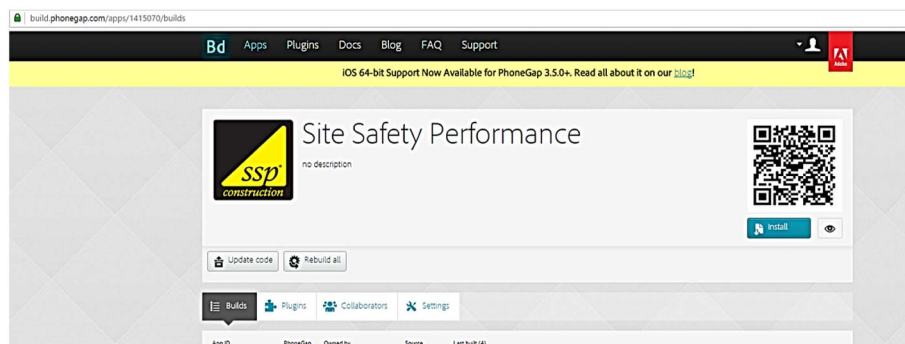 build.phonegap.com/apps/1415070/builds
Bd Apps Plugins Docs Blog FAQ Support
Adobe
iOS 64-bit Support Now Available for PhoneGap 3.5.0+. Read all about it on our blog!
Site Safety Performance
no description
ssp
construction
Install
Update code Rebuild all
Builds Plugins Collaborators Settings
App ID PhoneGap Owned by Source Last built (4)